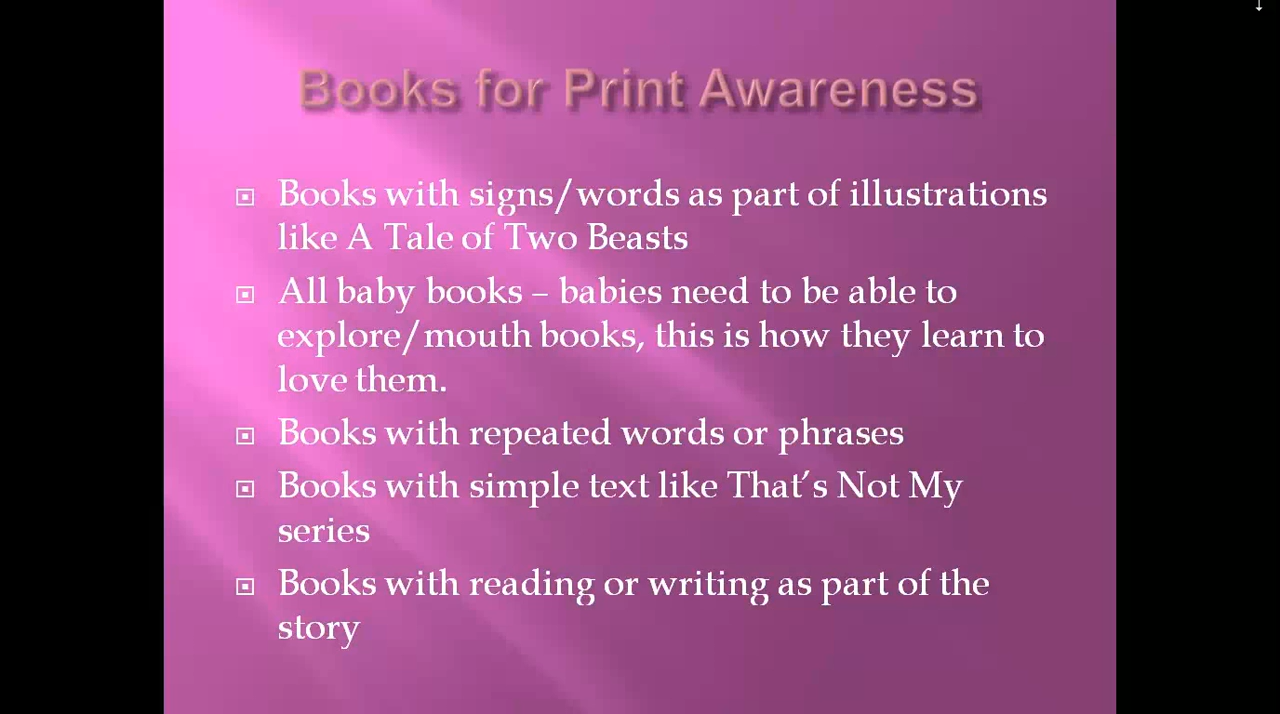 Books for Print Awareness
Books with signs/words as part of illustrations
like A Tale of Two Beasts
All baby books – babies need to be able to
explore/mouth books, this is how they learn to
love them.
Books with repeated words or phrases
Books with simple text like That’s Not My
series
Books with reading or writing as part of the
story